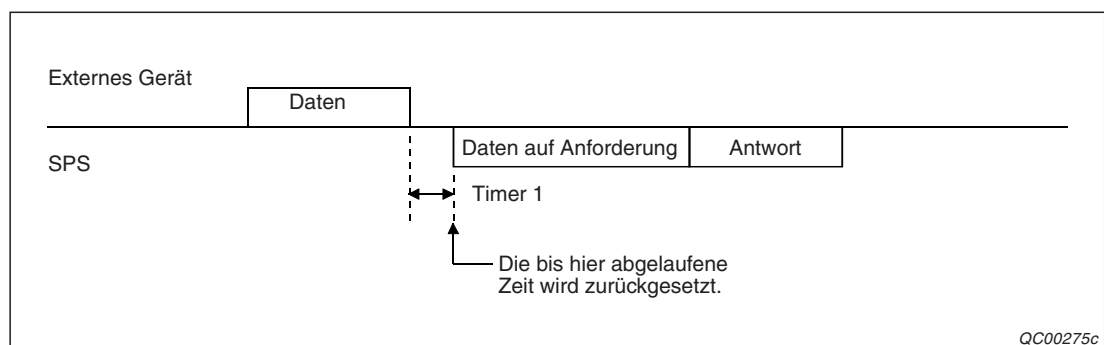 Externes Gerät
Daten
SPS
Daten auf Anforderung
Antwort
Timer 1
Die bis hier abgelaufene
Zeit wird zurückgesetzt.
QC00275c